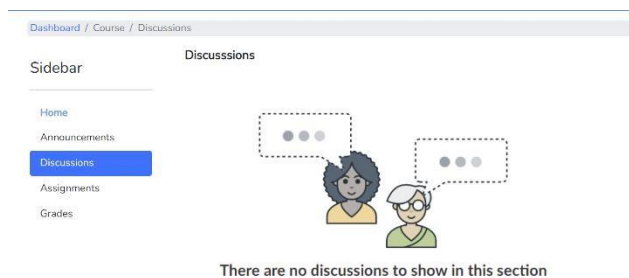 Dashboard / Course / Discussions
Sidebar
Home
Announcements
Discussions
Assignments
Grades
Discusssions
There are no discussions to show in this section